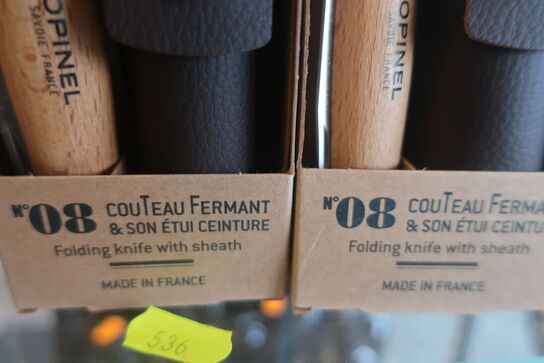 OPINEL
SAVOIE FRANCE
N°08 COUTEAU FERMANT
& SON ÉTUI CEINTURE
Folding knife with sheath
MADE IN FRANCE
OPINEL
SAVOIE FRANCE
N°08 COUTEAU FERMA
& SON ÉTUI CEINTU
Folding knife with sheath
MADE IN FRANCE
536